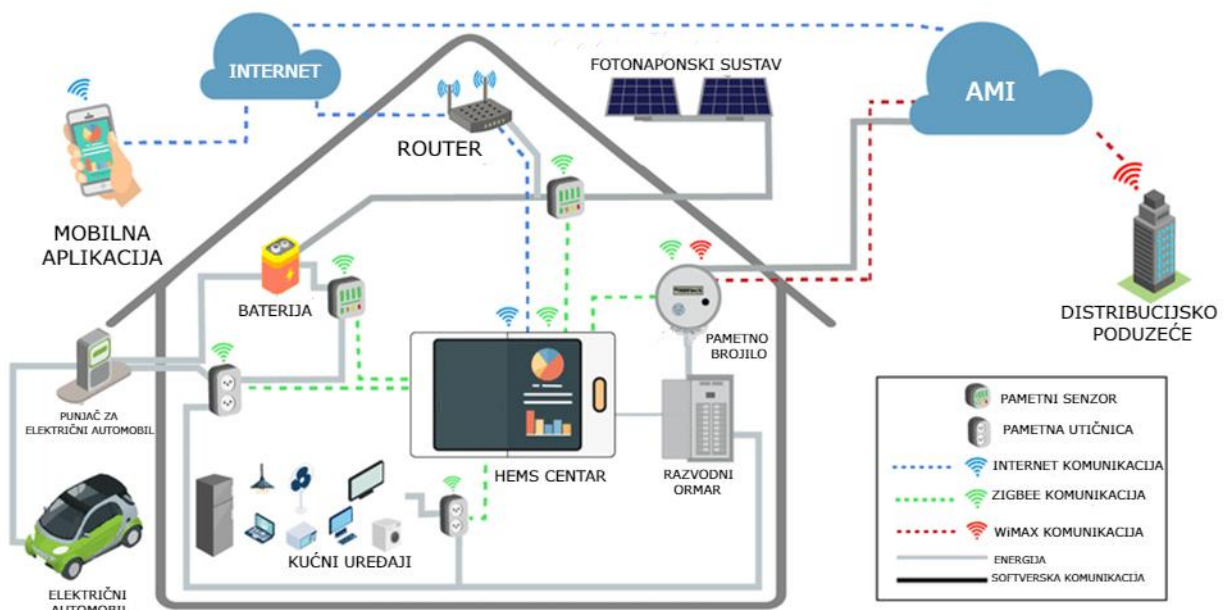 INTERNET
FOTONAPONSKI SUSTAV
AMI
ROUTER
MOBILNA
APLIKACIJA
BATERIJA
PAMETNO
BROJILO
DISTRIBUCIJSKO
PODUZEĆE
PUNJAČ ZA
ELEKTRIČNI AUTOMOBIL
HEMS CENTAR
RAZVODNI
ORMAR
KUĆNI UREĐAJI
ELEKTRIČNI
AUTOMOBIL
PAMETNI SENZOR
PAMETNA UTIČNICA
INTERNET KOMUNIKACIJA
ZIGBEE KOMUNIKACIJA
WiMAX KOMUNIKACIJA
ENERGIJA
SOFTVERSKA KOMUNIKACIJA